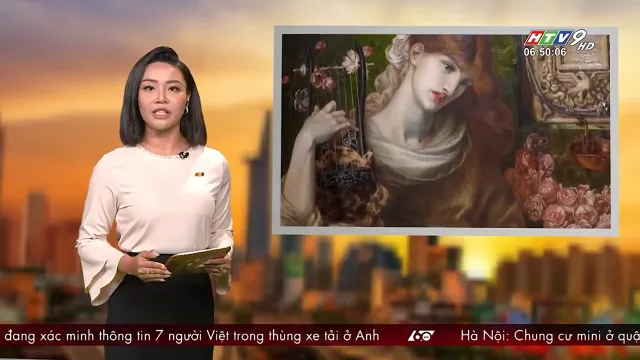 HTV9 HD
06:50:06
đang xác minh thông tin 7 người Việt trong thùng xe tải ở Anh 60 Hà Nội: Chung cư mini ở quậ